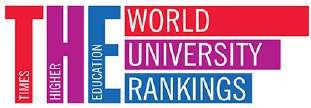 THE
TIMES
HIGHER
EDUCATION
WORLD
UNIVERSITY
RANKINGS